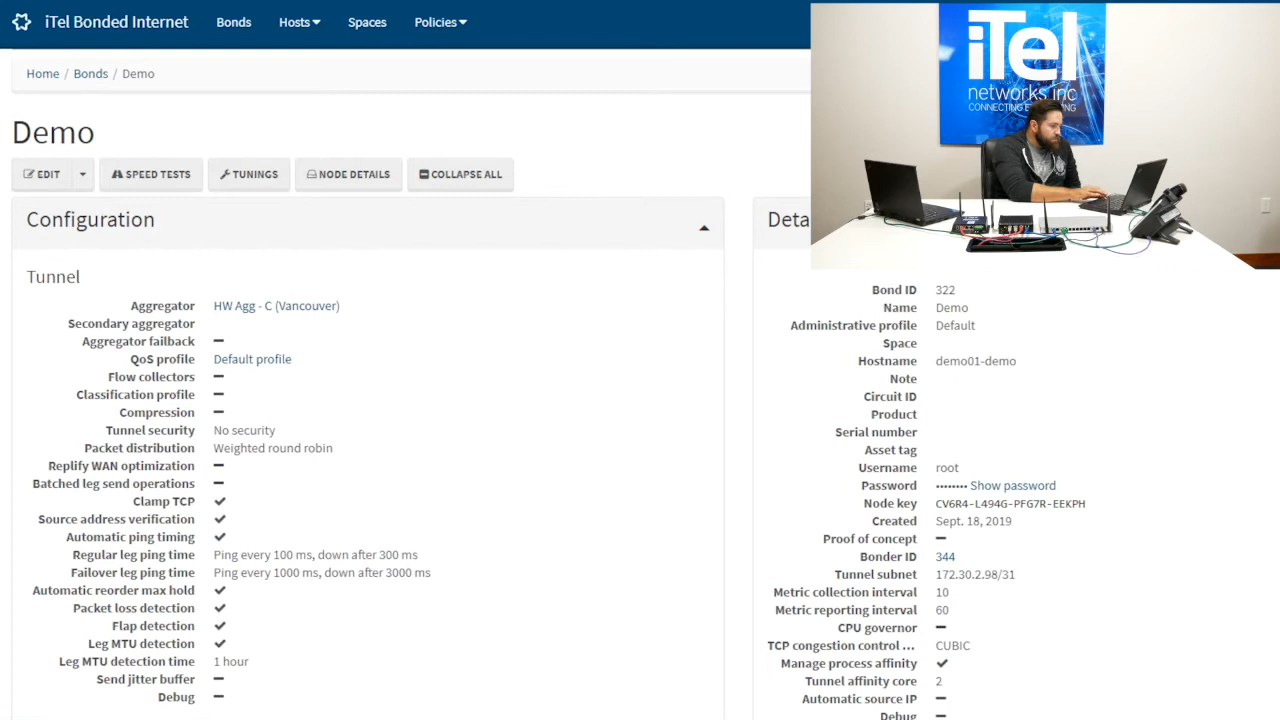 iTel Bonded Internet Bonds Hosts Spaces Policies
iTel
networks inc
Home / Bonds / Demo
Demo
EDIT SPEED TESTS TUNINGS NODE DETAILS COLLAPSE ALL
Configuration
Tunnel
Aggregator HW Agg - C (Vancouver)
Secondary aggregator
Aggregator failback
QoS profile Default profile
Flow collectors
Classification profile
Compression
Tunnel security No security
Packet distribution Weighted round robin
Replify WAN optimization
Batched leg send operations
Clamp TCP
Source address verification
Automatic ping timing
Regular leg ping time Ping every 100 ms, down after 300 ms
Failover leg ping time Ping every 1000 ms, down after 3000 ms
Automatic reorder max hold
Packet loss detection
Flap detection
Leg MTU detection
Leg MTU detection time 1 hour
Send jitter buffer
Debug
Deta
Bond ID 322
Name Demo
Administrative profile Default
Space
Hostname demo01-demo
Note
Circuit ID
Product
Serial number
Asset tag
Username root
Password •••••••• Show password
Node key CV6R4-L494G-PFG7R-EEKPH
Created Sept. 18, 2019
Proof of concept
Bonder ID 344
Tunnel subnet 172.30.2.98/31
Metric collection interval 10
Metric reporting interval 60
CPU governor
TCP congestion control ... CUBIC
Manage process affinity
Tunnel affinity core 2
Automatic source IP
Debug